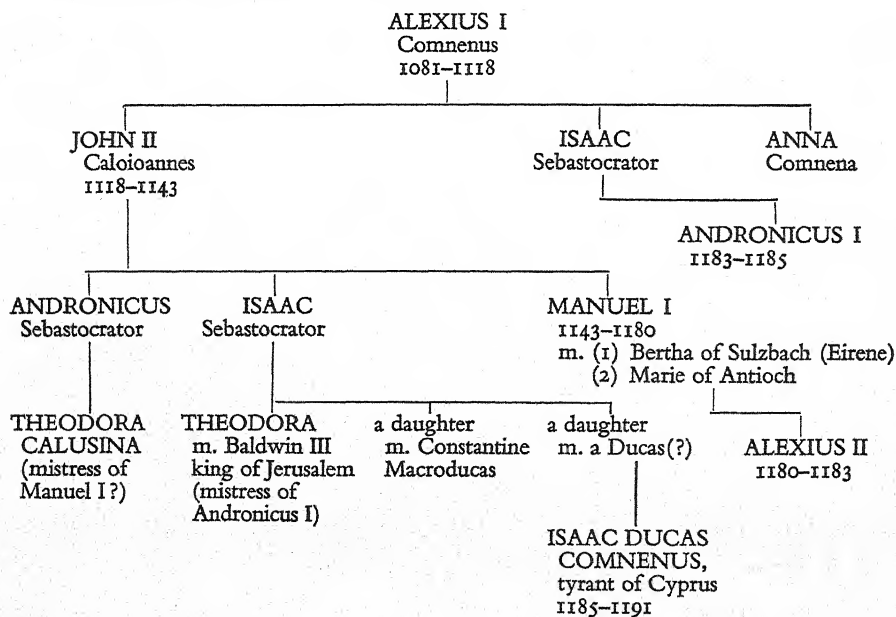 ALEXIUS I
Comnenus
1081–1118
JOHN II
Caloioannes
1118–1143
ISAAC
Sebastocrator
ANNA
Comnena
ANDRONICUS I
1183–1185
ANDRONICUS
Sebastocrator
ISAAC
Sebastocrator
MANUEL I
1143–1180
m. (1) Bertha of Sulzbach (Eirene)
(2) Marie of Antioch
THEODORA
CALUSINA
(mistress of
Manuel I?)
THEODORA
m. Baldwin III
king of Jerusalem
(mistress of
Andronicus I)
a daughter
m. Constantine
Macroducas
a daughter
m. a Ducas(?)
ALEXIUS II
1180–1183
ISAAC DUCAS
COMNENUS,
tyrant of Cyprus
1185–1191